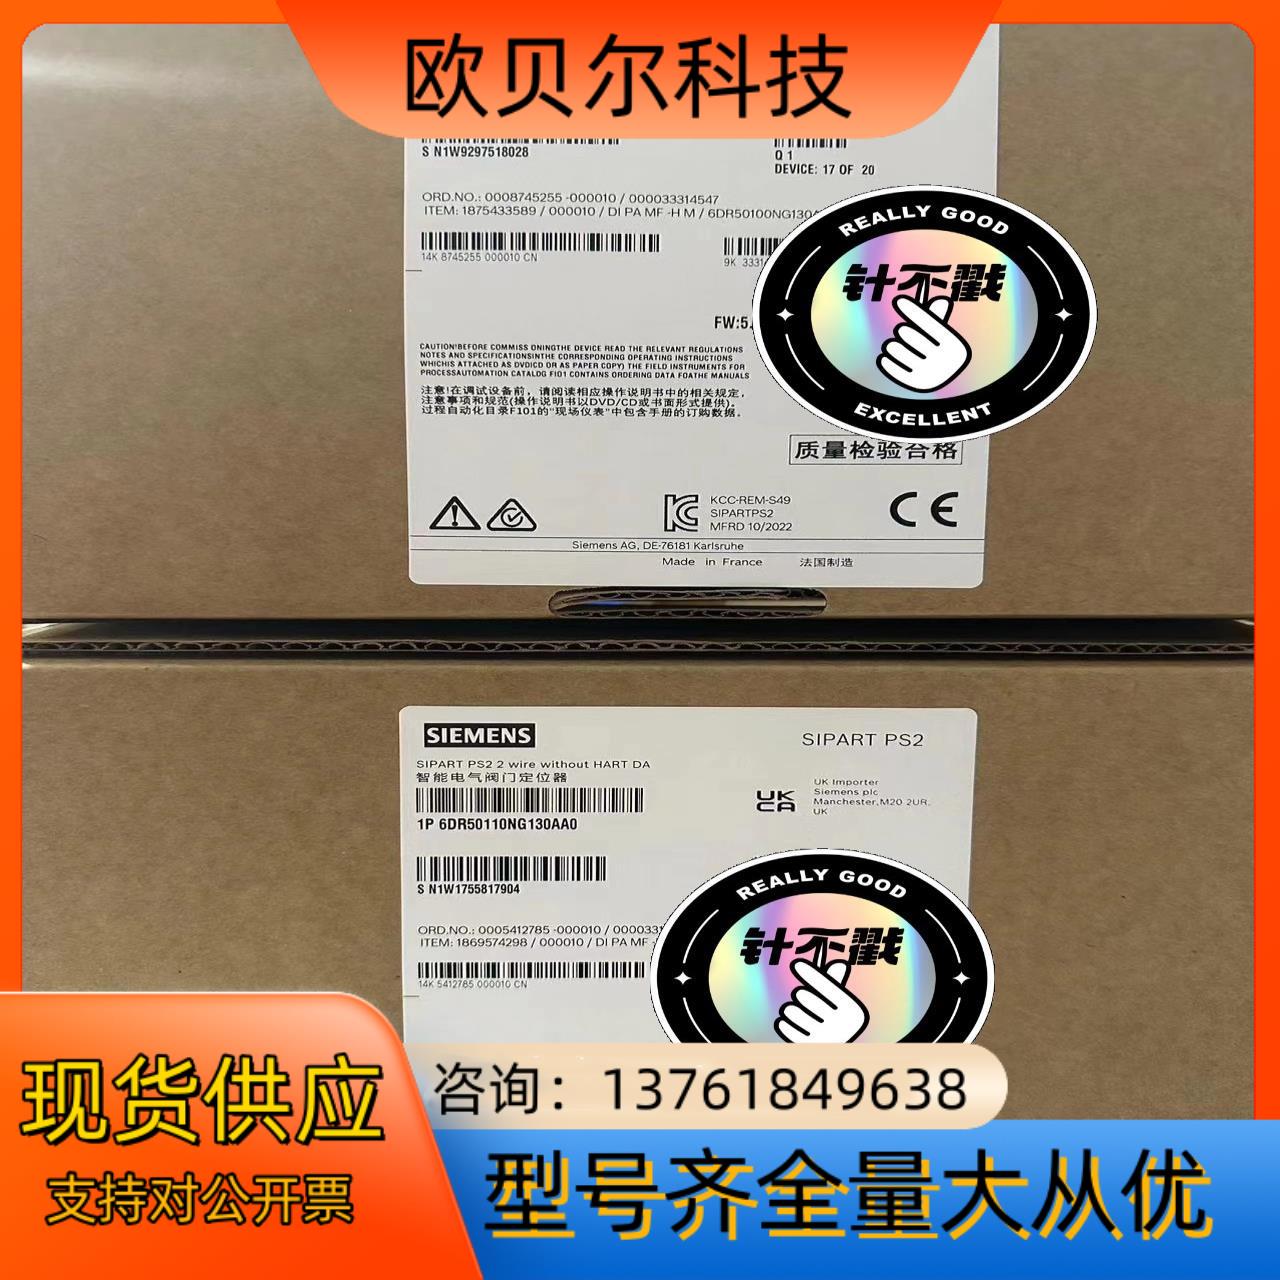 欧贝尔科技
S N1W9297518028
Q 1
DEVICE: 17 OF 20
ORD.NO.: 0008745255 -000010 / 000033314547
ITEM: 1875433589 / 000010 / DI PA MF -H M / 6DR50100NG130A
14K 8745255 000010 CN
9K 3331
FW:5.
REALLY GOOD
针不戳
EXCELLENT
CAUTION!BEFORE COMMISS ONINGTHE DEVICE READ THE RELEVANT REGULATIONS
NOTES AND SPECIFICATIONSINTHE CORRESPONDING OPERATING INSTRUCTIONS
WHICHIS ATTACHED AS DVDICD OR AS PAPER COPY) THE FIELD INSTRUMENTS FOR
PROCESSAUTOMATION CATALOG FI01 CONTAINS ORDERING DATA FOATHE MANUALS
注意!在调试设备前，请阅读相应操作说明书中的相关规定，
注意事项和规范(操作说明书以DVD/CD或书面形式提供)．
过程自动化目录F101的"现场仪表"中包含手册的订购数据．
质量检验合格
KCC-REM-S49
SIPARTPS2
MFRD 10/2022
CE
Siemens AG, DE-76181 Karlsruhe
Made in France 法国制造
SIEMENS
SIPART PS2
SIPART PS2 2 wire without HART DA
智能电气阀门定位器
1P 6DR50110NG130AA0
UK
CA
UK Importer
Siemens plc
Manchester,M20 2UR,
UK
S N1W1755817904
ORD.NO.: 0005412785 -000010 / 0000331
ITEM: 1869574298 / 000010 / DI PA MF -
14K 5412785 000010 CN
REALLY GOOD
针不戳
现货供应
支持对公开票
咨询：13761849638
型号齐全量大从优